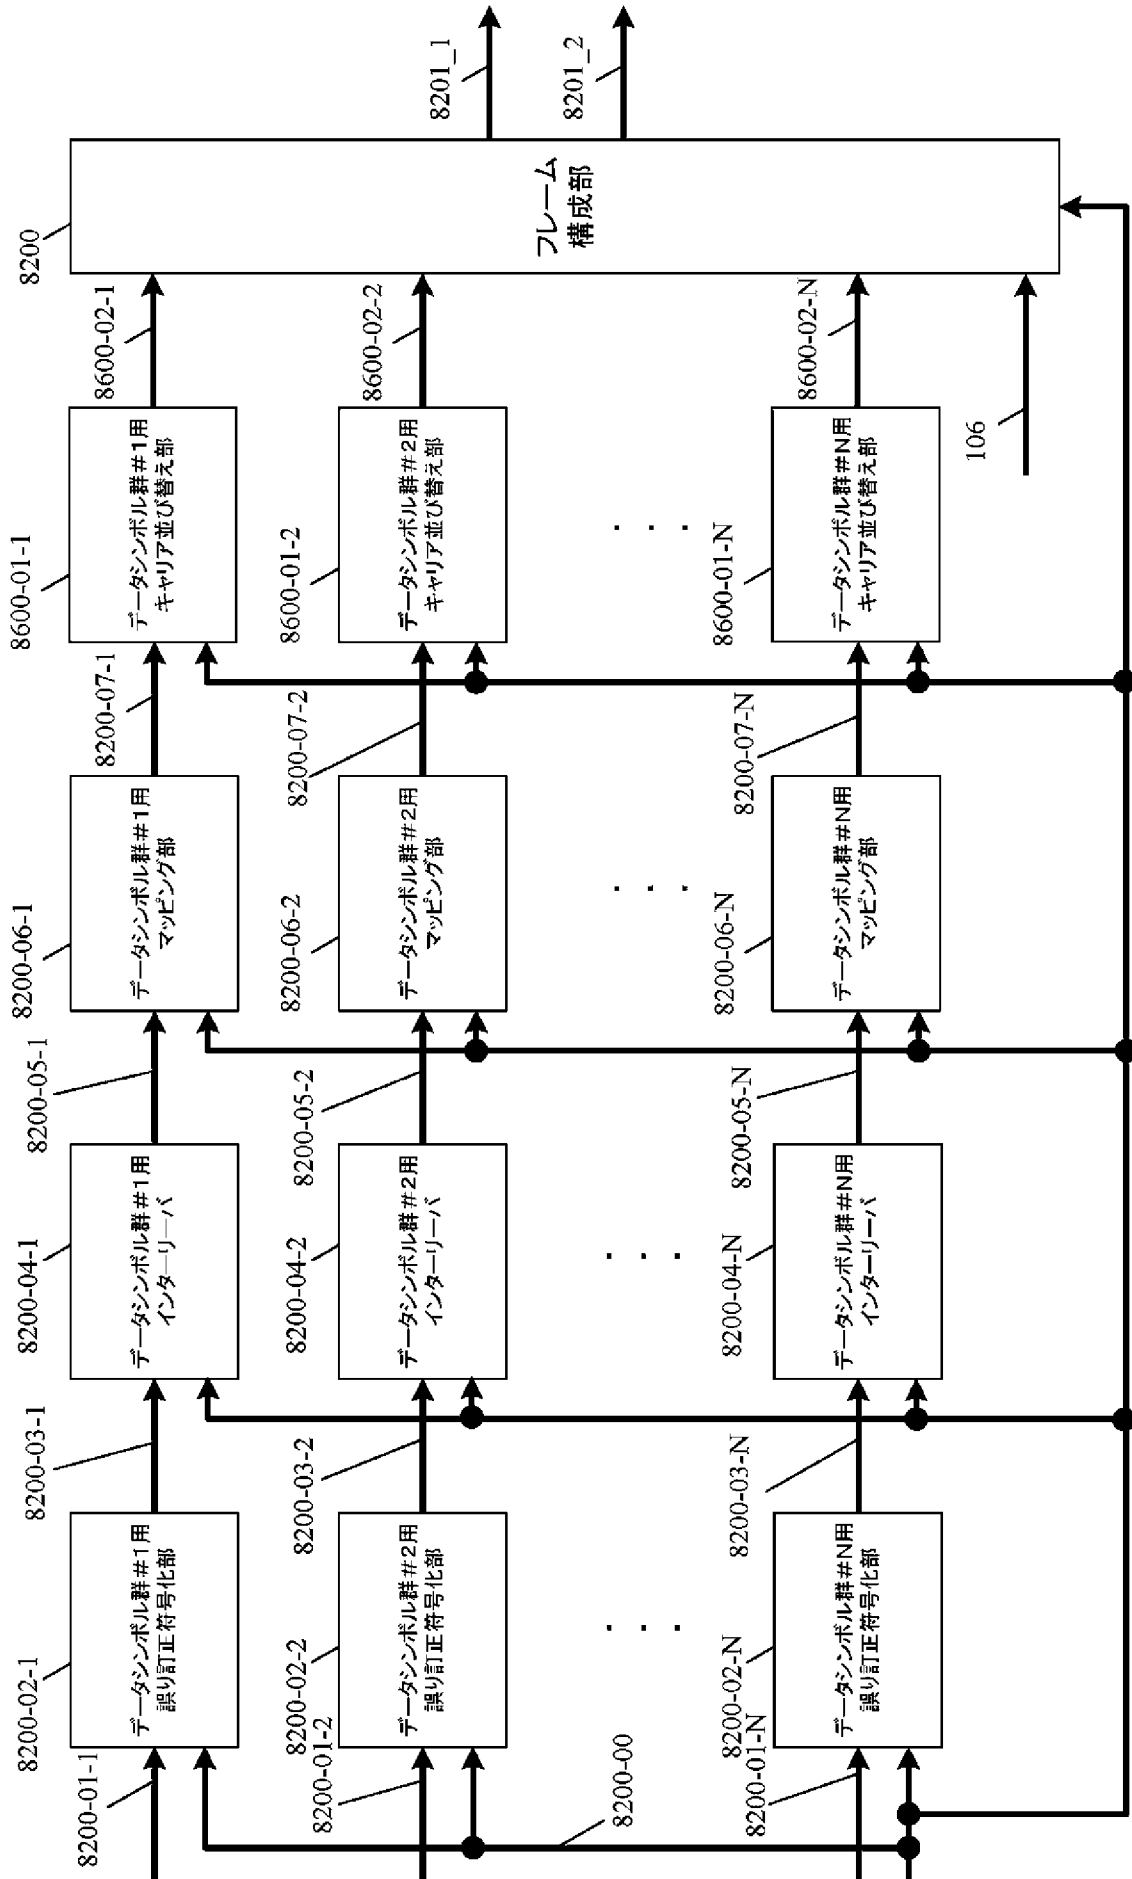 8200-01-1
8200-02-1
データシンボル群#1用
誤り訂正符号化部
8200-03-1
8200-04-1
データシンボル群#1用
インターリーバ
8200-05-1
8200-06-1
データシンボル群#1用
マッピング部
8200-07-1
8600-01-1
データシンボル群#1用
キャリア並び替え部
8600-02-1
8200
フレーム
構成部
8201_1
8201_2
8200-01-2
8200-02-2
データシンボル群#2用
誤り訂正符号化部
8200-03-2
8200-04-2
データシンボル群#2用
インターリーバ
8200-05-2
8200-06-2
データシンボル群#2用
マッピング部
8200-07-2
8600-01-2
データシンボル群#2用
キャリア並び替え部
8600-02-2
8200-00
. . .
. . .
. . .
. . .
8200-01-N
8200-02-N
データシンボル群#N用
誤り訂正符号化部
8200-03-N
8200-04-N
データシンボル群#N用
インターリーバ
8200-05-N
8200-06-N
データシンボル群#N用
マッピング部
8200-07-N
8600-01-N
データシンボル群#N用
キャリア並び替え部
8600-02-N
106